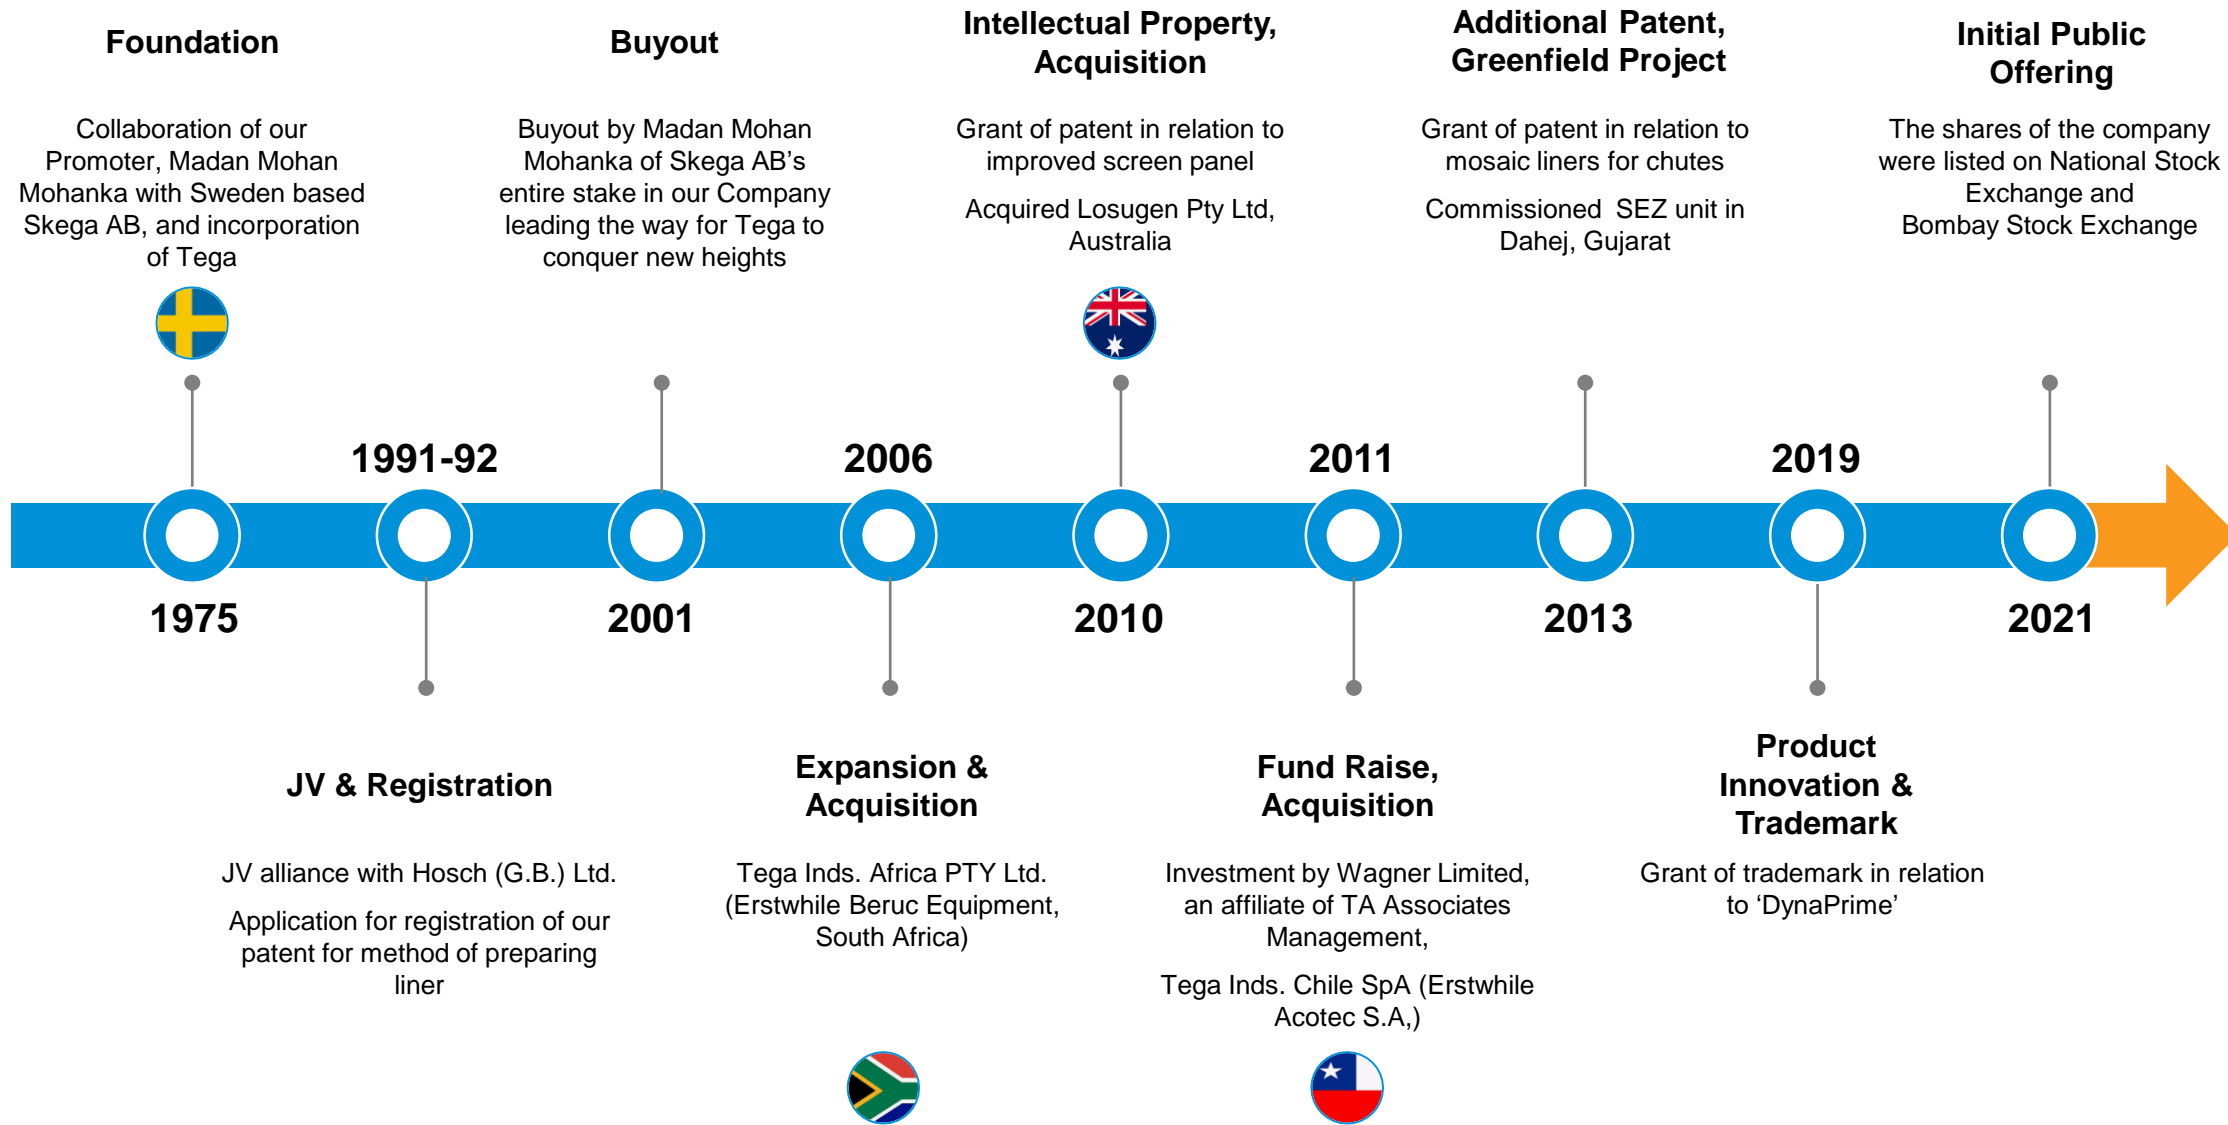 Foundation
Collaboration of our
Promoter, Madan Mohan
Mohanka with Sweden based
Skega AB, and incorporation
of Tega
Buyout
Buyout by Madan Mohan
Mohanka of Skega AB’s
entire stake in our Company
leading the way for Tega to
conquer new heights
Intellectual Property,
Acquisition
Grant of patent in relation to
improved screen panel
Acquired Losugen Pty Ltd,
Australia
Additional Patent,
Greenfield Project
Grant of patent in relation to
mosaic liners for chutes
Commissioned  SEZ unit in
Dahej, Gujarat
Initial Public
Offering
The shares of the company
were listed on National Stock
Exchange and
Bombay Stock Exchange
1991-92
2006
2011
2019
1975
2001
2010
2013
2021
JV & Registration
JV alliance with Hosch (G.B.) Ltd.
Application for registration of our
patent for method of preparing
liner
Expansion &
Acquisition
Tega Inds. Africa PTY Ltd.
(Erstwhile Beruc Equipment,
South Africa)
Fund Raise,
Acquisition
Investment by Wagner Limited,
an affiliate of TA Associates
Management,
Tega Inds. Chile SpA (Erstwhile
Acotec S.A,)
Product
Innovation &
Trademark
Grant of trademark in relation
to ‘DynaPrime’